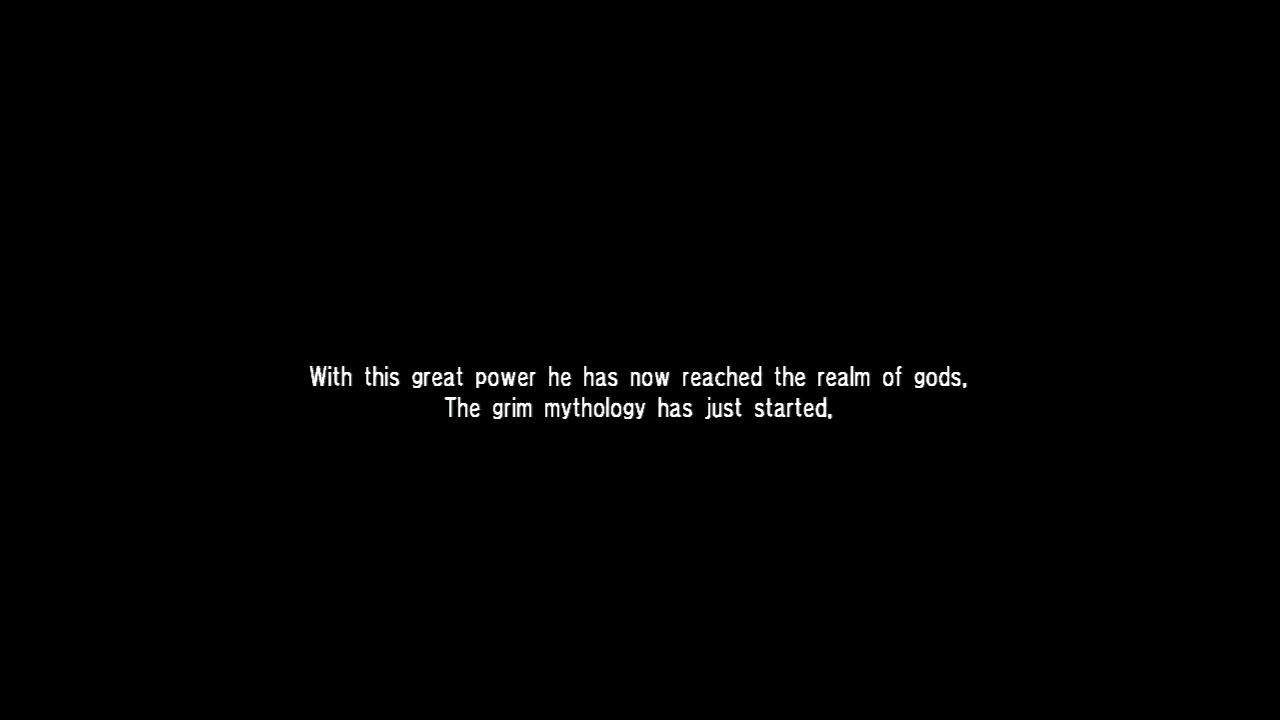 With this great power he has now reached the realm of gods.
The grim mythology has just started.